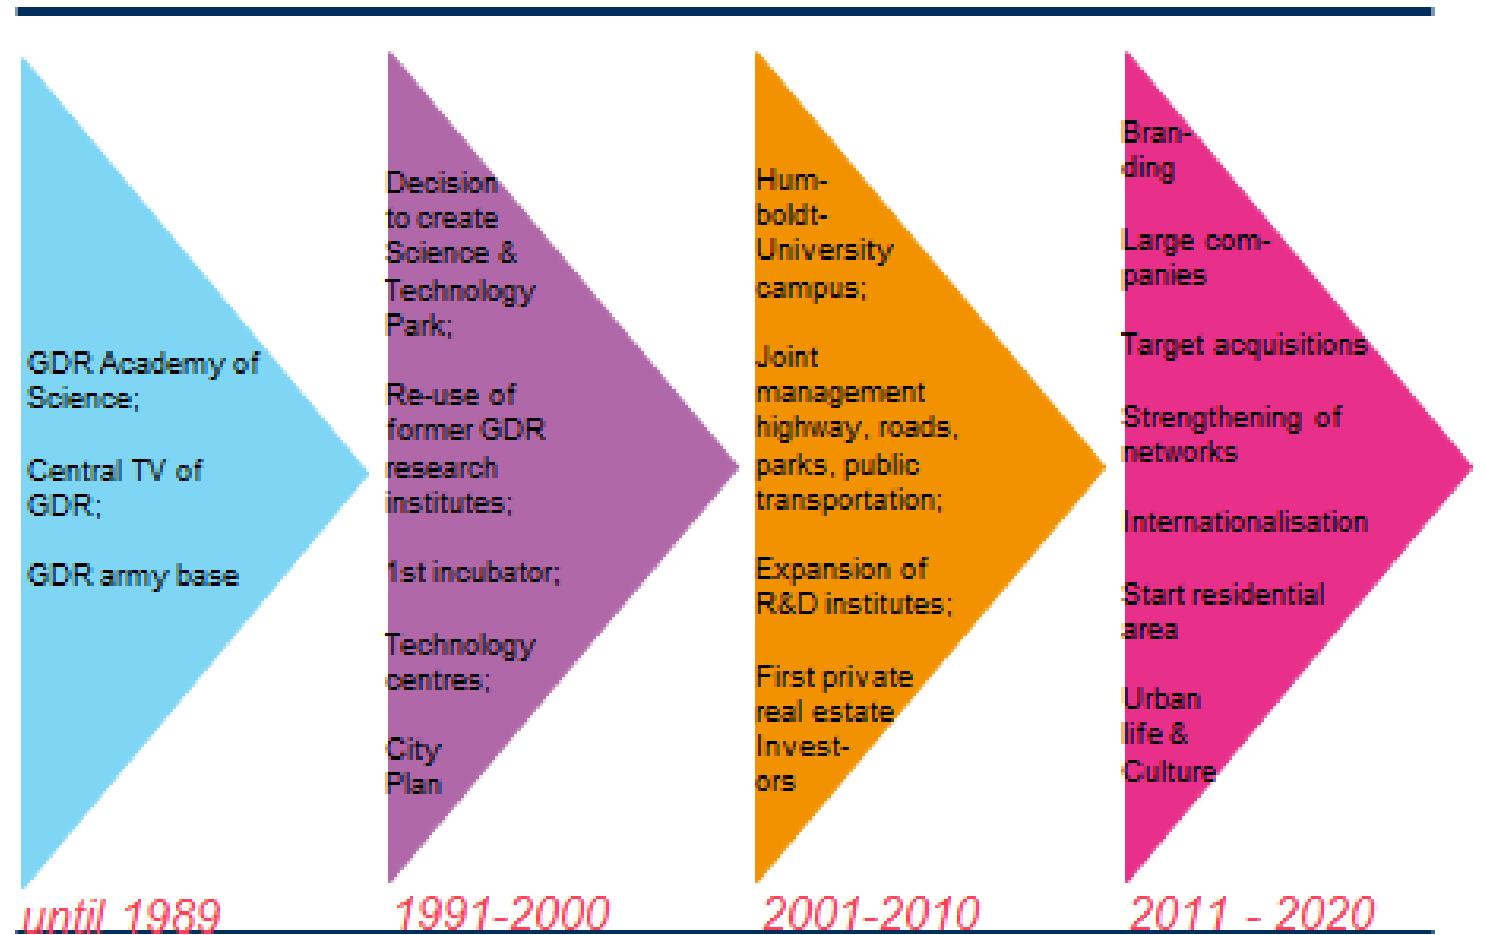 GDR Academy of
Science;
Central TV of
GDR;
GDR army base
until 1989
Decision
to create
Science &
Technology
Park;
Re-use of
former GDR
research
institutes;
1st incubator;
Technology
centres;
City
Plan
1991-2000
Hum-
boldt-
University
campus;
Joint
management
highway, roads,
parks, public
transportation;
Expansion of
R&D institutes;
First private
real estate
Invest-
ors
2001-2010
Bran-
ding
Large com-
panies
Target acquisitions
Strengthening of
networks
Internationalisation
Start residential
area
Urban
life &
Culture
2011 - 2020